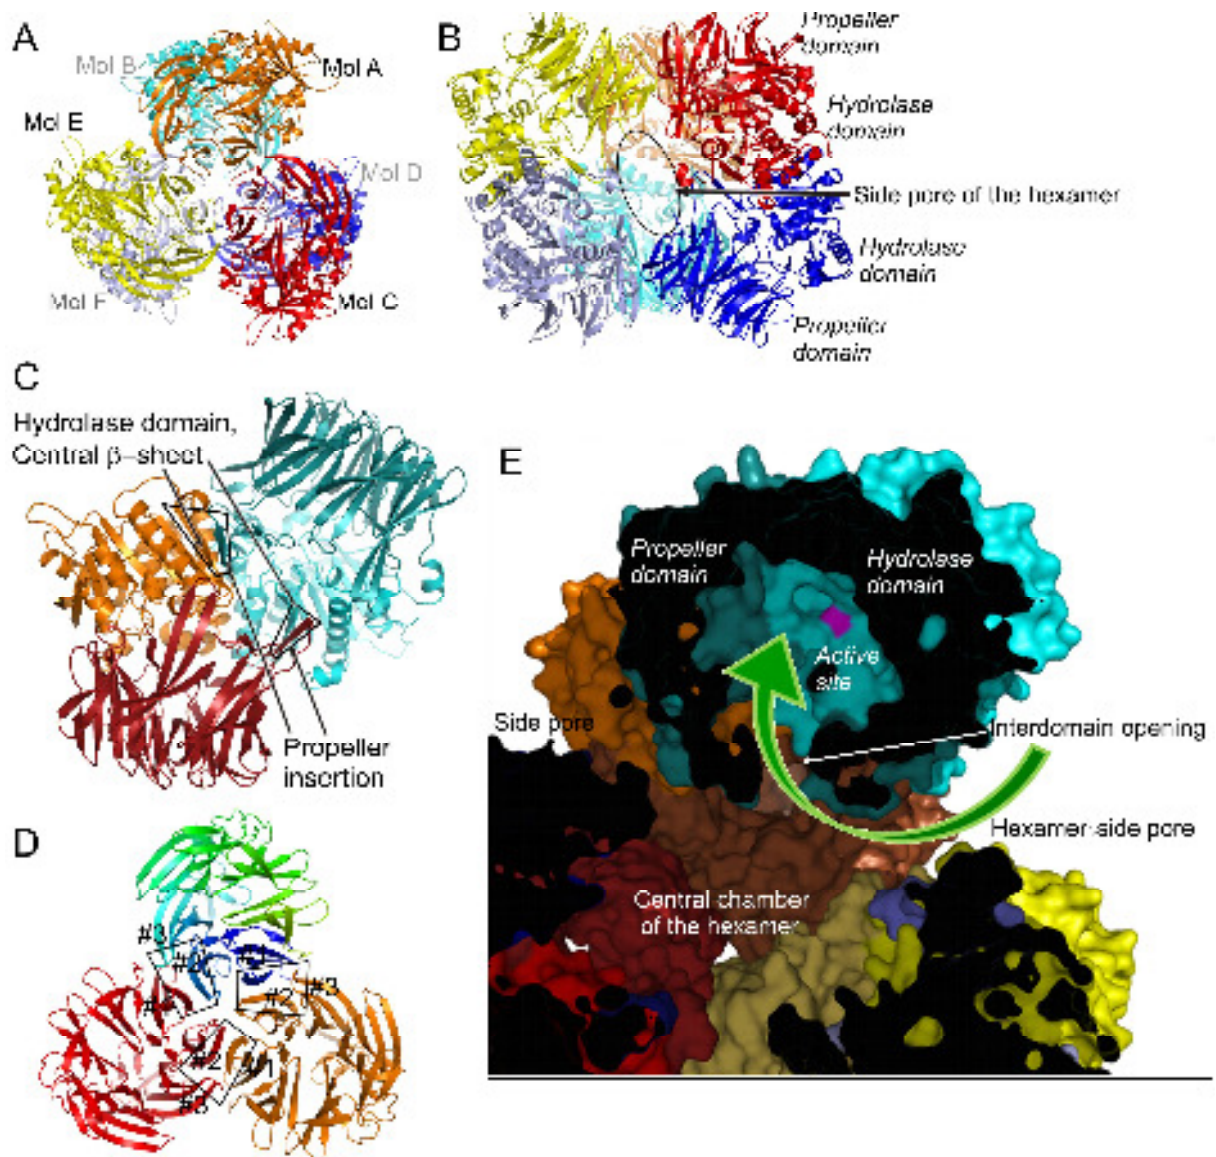 A
Mol B
Mol A
Mol E
Mol D
Mol F
Mol C
B
Propeller
domain
Hydrolase
domain
Side pore of the hexamer
Hydrolase
domain
Propeller
domain
C
Hydrolase domain,
Central β-sheet
Propeller
insertion
D
#3
#2
#1
#1
#2
#3
#2
#1
#3
E
Propeller
domain
Hydrolase
domain
Active
site
Side pore
Interdomain opening
Hexamer-side pore
Central chamber
of the hexamer